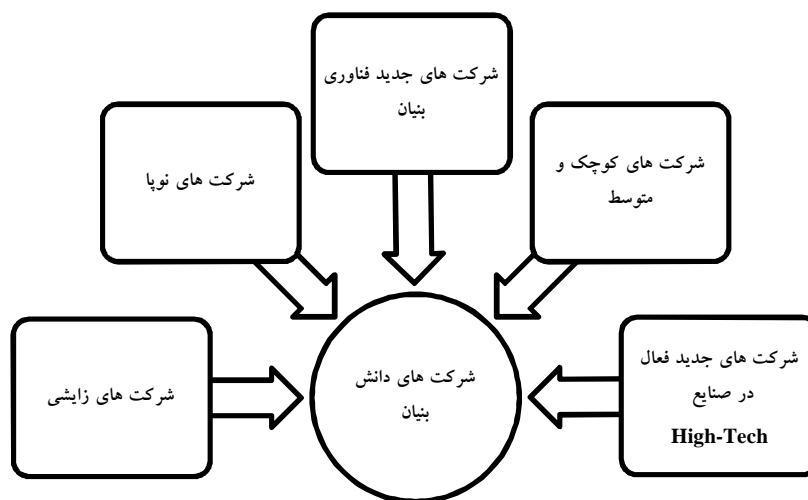 شرکت های جدید فناوری
بنیان
شرکت های کوچک و
متوسط
شرکت های نوپا
شرکت های جدید فعال
در صنایع
High-Tech
شرکت های دانش
بنیان
شرکت های زایشی